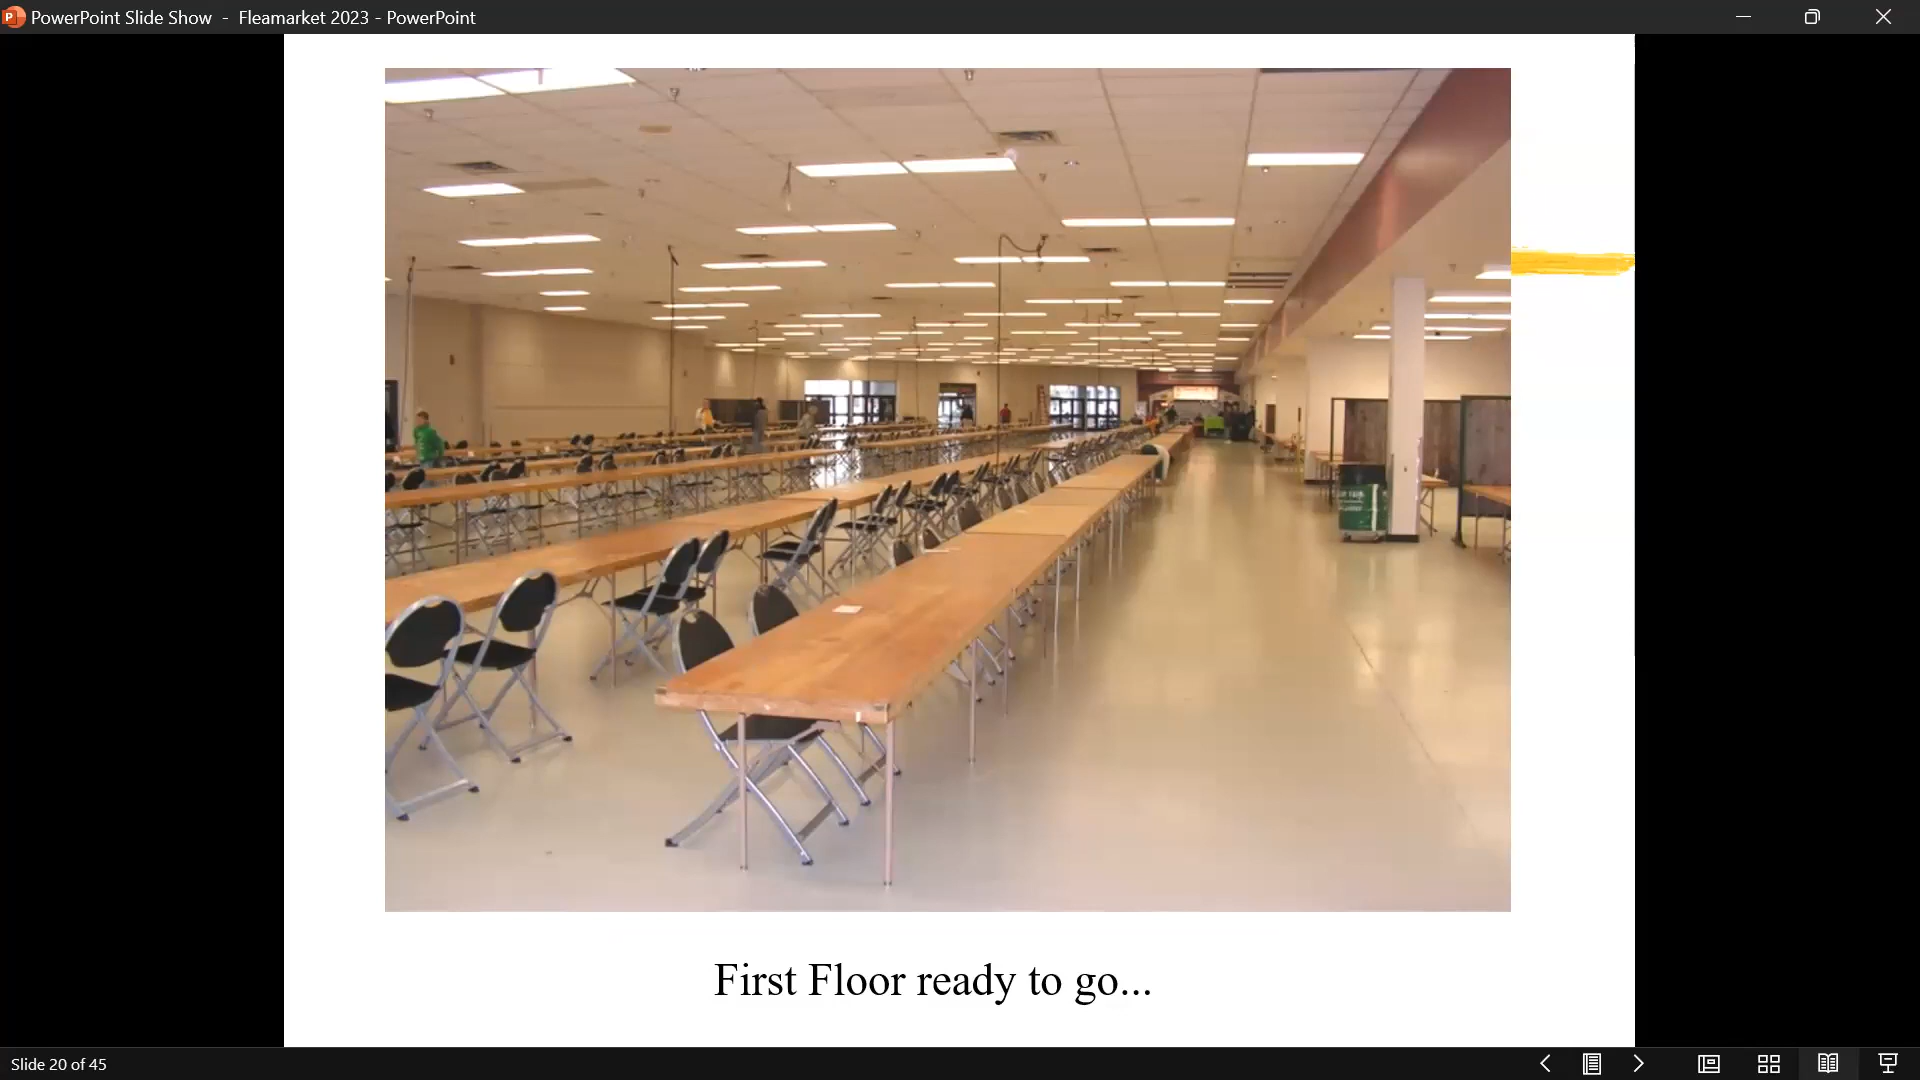 PowerPoint Slide Show - Fleamarket 2023 - PowerPoint
First Floor ready to go...
Slide 20 of 45